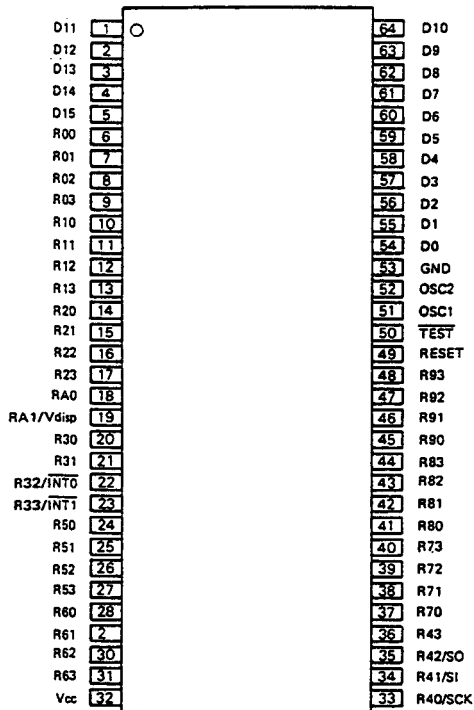 D11 1 64 D10
D12 2 63 D9
D13 3 62 D8
D14 4 61 D7
D15 5 60 D6
R00 6 59 D5
R01 7 58 D4
R02 8 57 D3
R03 9 56 D2
R10 10 55 D1
R11 11 54 D0
R12 12 53 GND
R13 13 52 OSC2
R20 14 51 OSC1
R21 15 50 TEST
R22 16 49 RESET
R23 17 48 R93
RA0 18 47 R92
RA1/Vdisp 19 46 R91
R30 20 45 R90
R31 21 44 R83
R32/INT0 22 43 R82
R33/INT1 23 42 R81
R50 24 41 R80
R51 25 40 R73
R52 26 39 R72
R53 27 38 R71
R60 28 37 R70
R61 2 36 R43
R62 30 35 R42/SO
R63 31 34 R41/SI
Vcc 32 33 R40/SCK